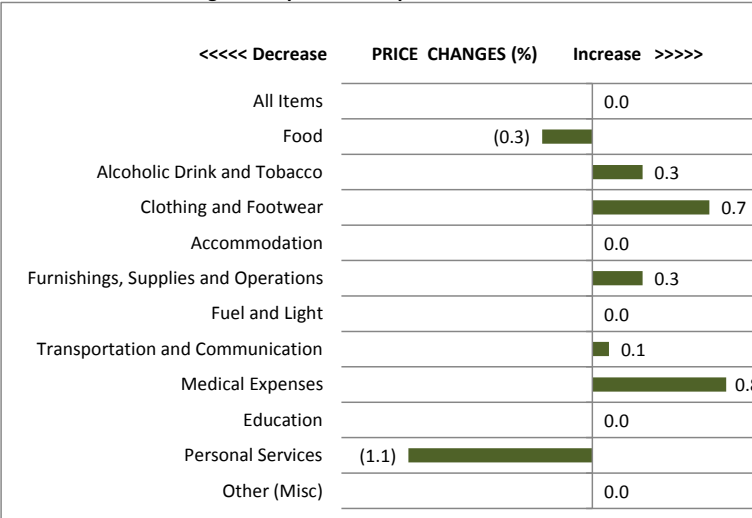 <<<<< Decrease PRICE CHANGES (%) Increase >>>>>
All Items 0.0
Food (0.3)
Alcoholic Drink and Tobacco 0.3
Clothing and Footwear 0.7
Accommodation 0.0
Furnishings, Supplies and Operations 0.3
Fuel and Light 0.0
Transportation and Communication 0.1
Medical Expenses 0.8
Education 0.0
Personal Services (1.1)
Other (Misc) 0.0